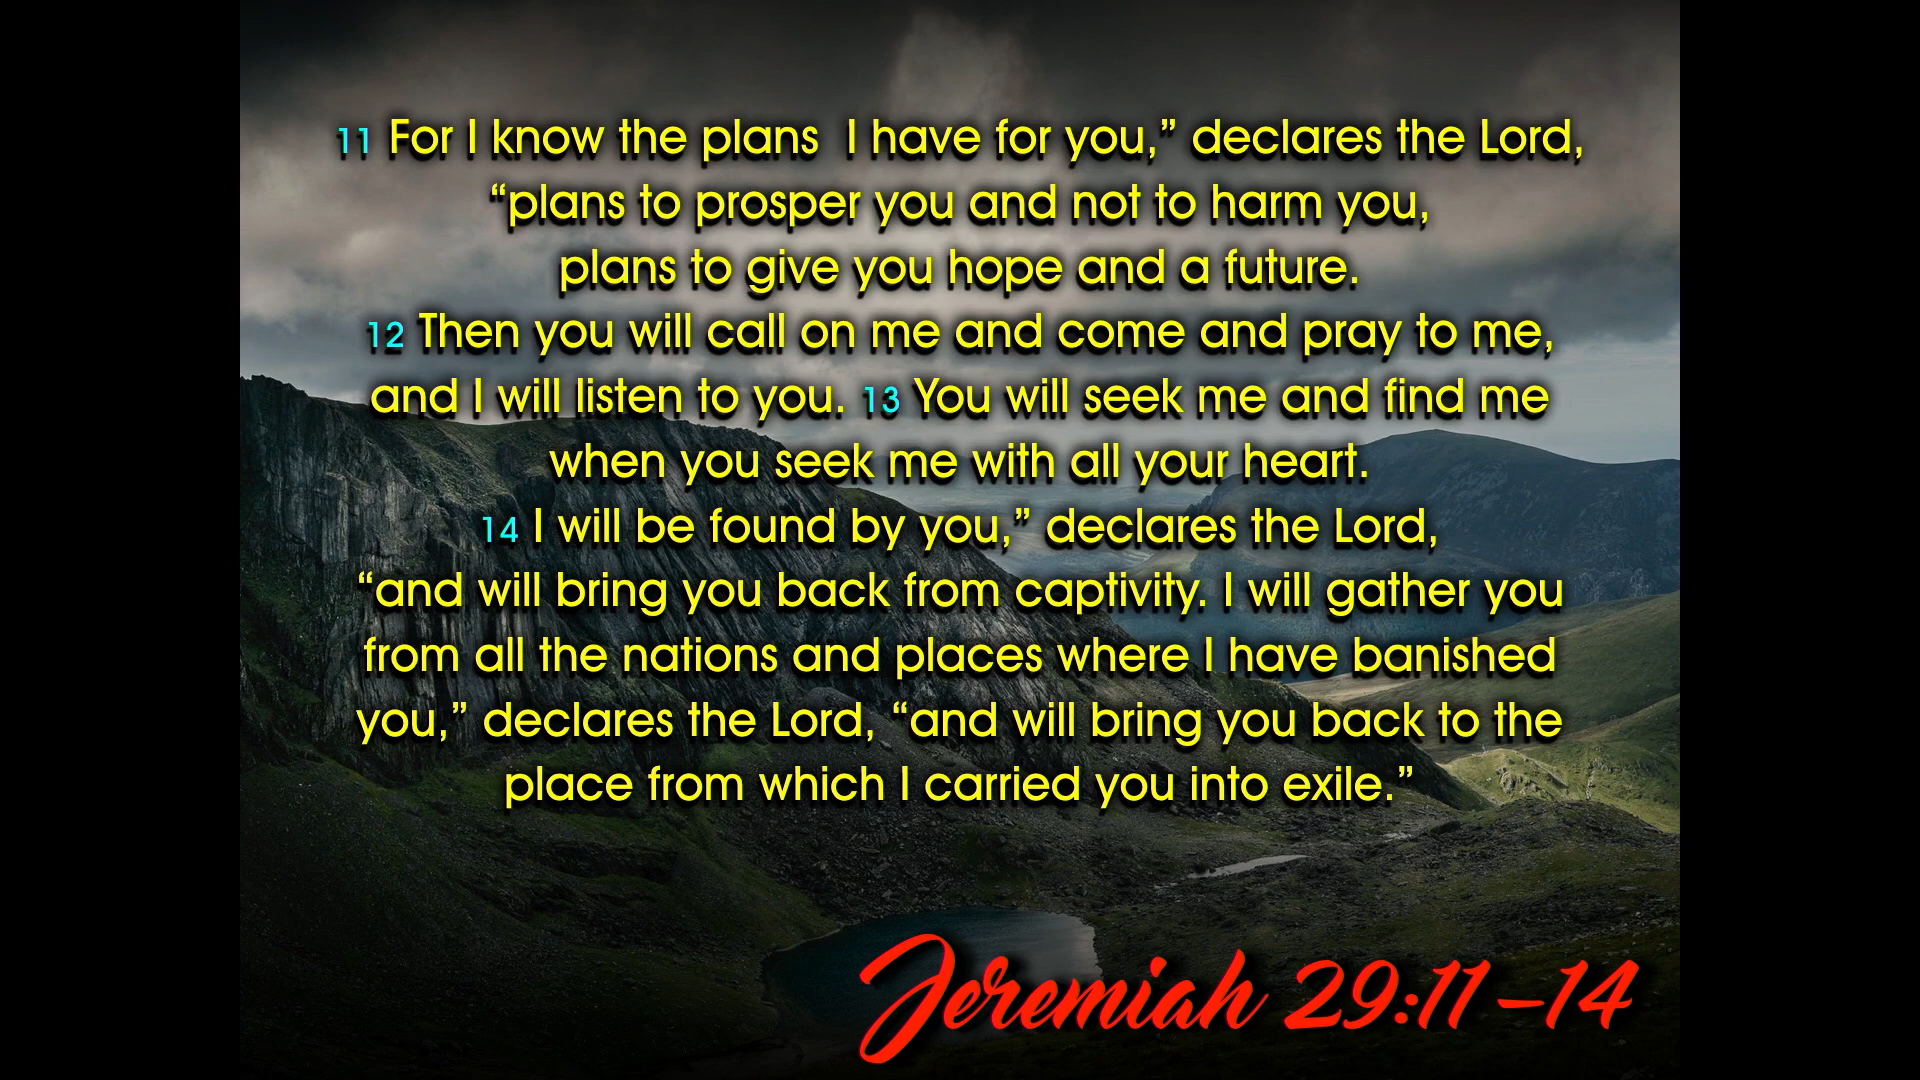 11 For I know the plans  I have for you,” declares the Lord,
“plans to prosper you and not to harm you,
plans to give you hope and a future.
12 Then you will call on me and come and pray to me,
and I will listen to you. 13 You will seek me and find me
when you seek me with all your heart.
14 I will be found by you,” declares the Lord,
“and will bring you back from captivity. I will gather you
from all the nations and places where I have banished
you,” declares the Lord, “and will bring you back to the
place from which I carried you into exile.”
Jeremiah 29:11–14